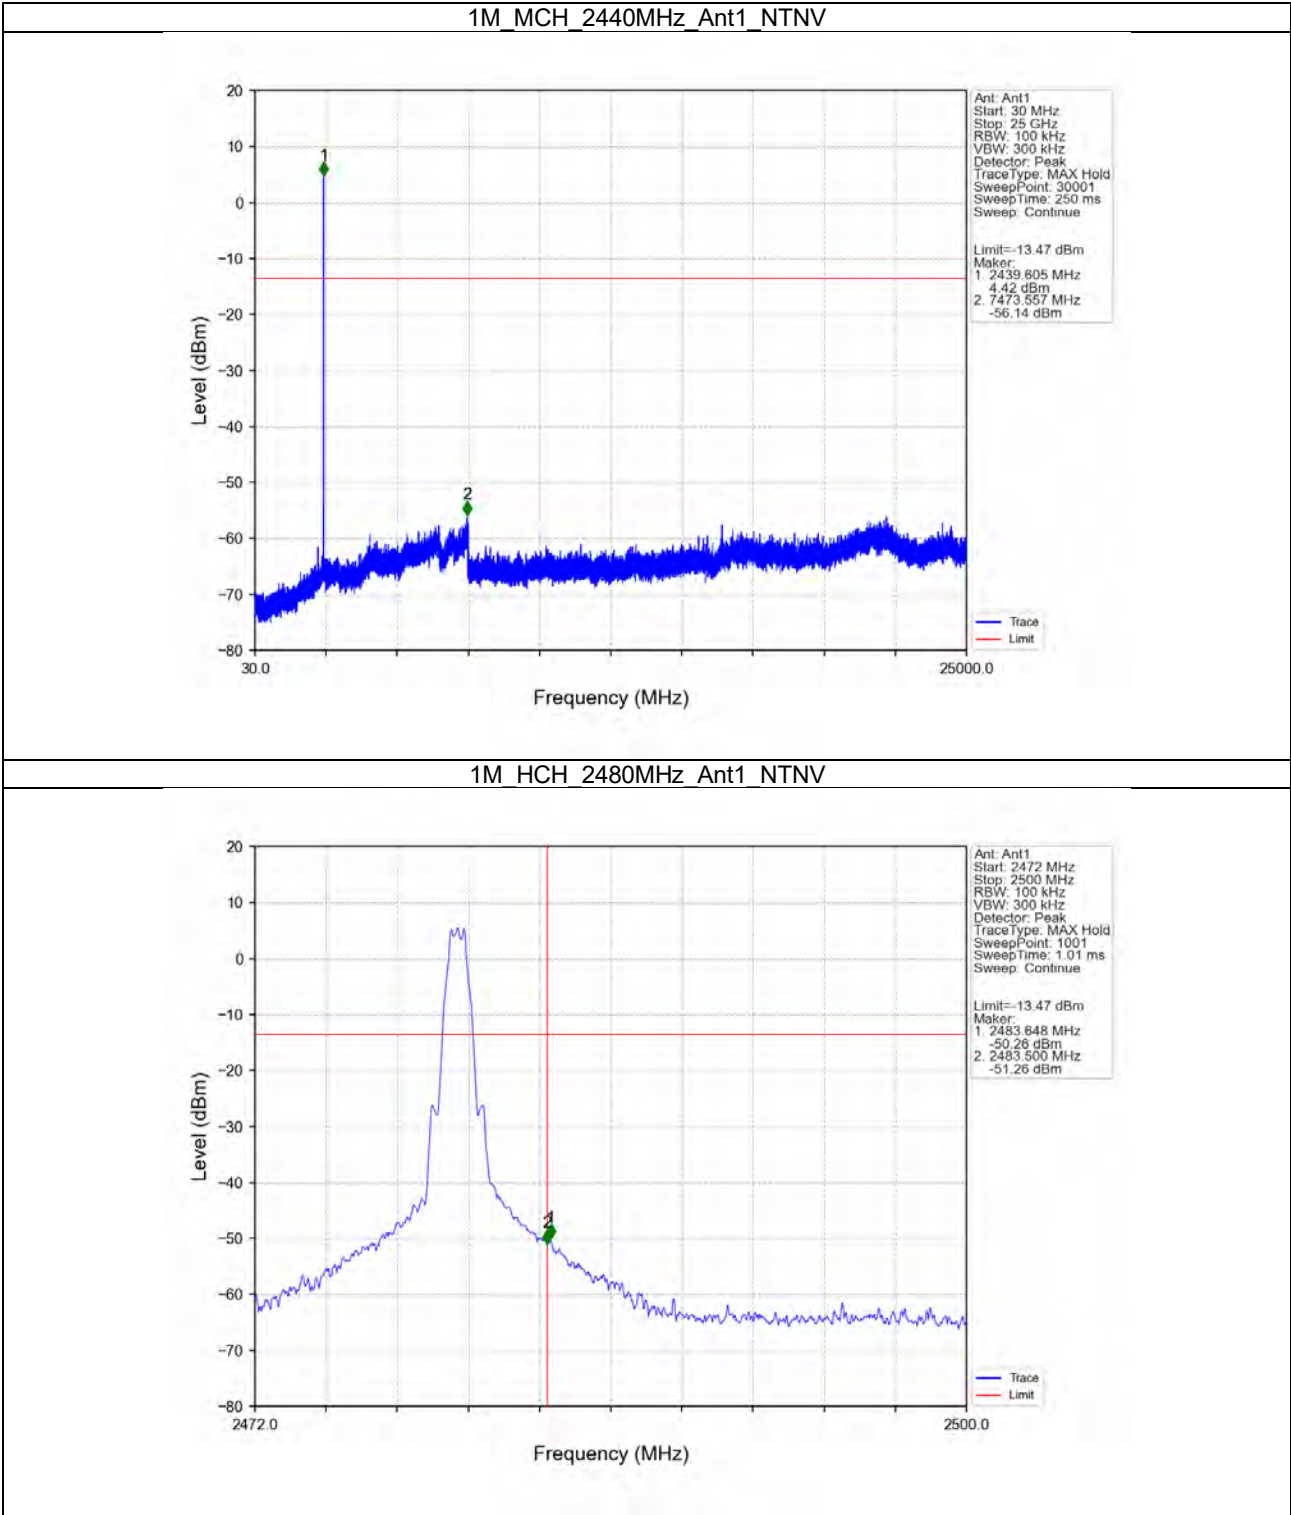 1M_MCH_2440MHz_Ant1_NTNV
20
10
0
−10
−20
−30
−40
−50
−60
−70
−80
Level (dBm)
1
2
30.0
25000.0
Frequency (MHz)
Ant: Ant1
Start: 30 MHz
Stop: 25 GHz
RBW: 100 kHz
VBW: 300 kHz
Detector: Peak
TraceType: MAX Hold
SweepPoint: 30001
SweepTime: 250 ms
Sweep: Continue
Limit=-13.47 dBm
Maker:
1. 2439.605 MHz
4.42 dBm
2. 7473.557 MHz
-56.14 dBm
Trace
Limit
1M_HCH_2480MHz_Ant1_NTNV
20
10
0
−10
−20
−30
−40
−50
−60
−70
−80
Level (dBm)
1
2
2472.0
2500.0
Frequency (MHz)
Ant: Ant1
Start: 2472 MHz
Stop: 2500 MHz
RBW: 100 kHz
VBW: 300 kHz
Detector: Peak
TraceType: MAX Hold
SweepPoint: 1001
SweepTime: 1.01 ms
Sweep: Continue
Limit=-13.47 dBm
Maker:
1. 2483.648 MHz
-50.26 dBm
2. 2483.500 MHz
-51.26 dBm
Trace
Limit